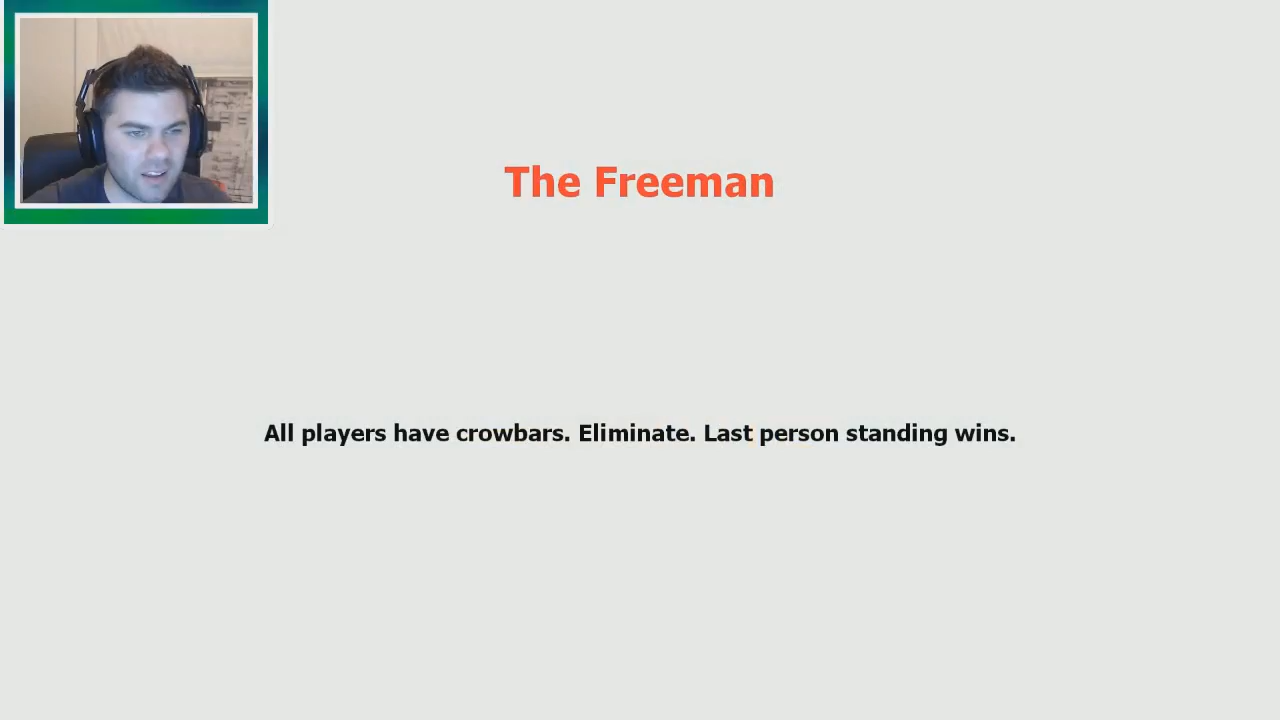 The Freeman
All players have crowbars. Eliminate. Last person standing wins.